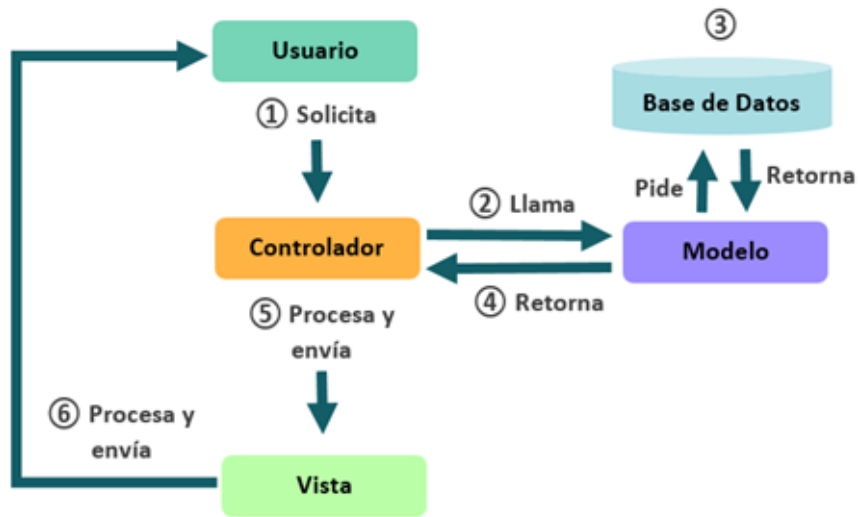 Usuario
① Solicita
Controlador
② Llama
Modelo
③
Base de Datos
Pide
Retorna
④ Retorna
⑤ Procesa y
envía
Vista
⑥ Procesa y
envía